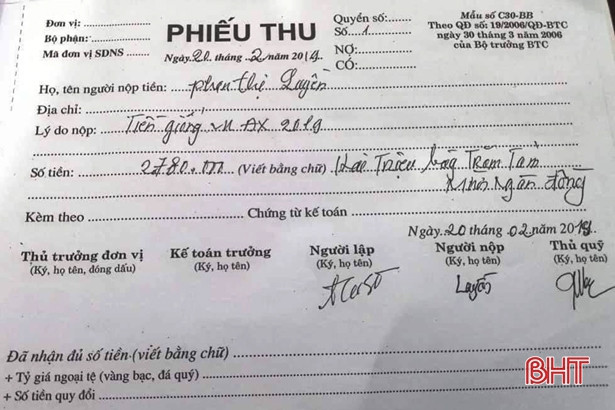 Đơn vị:
Bộ phận:
Mã đơn vị SDNS
PHIẾU THU
Ngày 20 tháng 2 năm 2019
Quyển số:
Số 1
NỢ:
CÓ:
Mẫu số C30-BB
Theo QĐ số: 19/2006/QĐ-BTC
ngày 30 tháng 3 năm 2006
của Bộ trưởng BTC
Họ, tên người nộp tiền: phan thị Luyến
Địa chỉ:
Lý do nộp: Tiền giống vụ ĐX 2019
Số tiền: 2780.000 (Viết bằng chữ) Hai Triệu bảy Trăm Tám
Mươi Ngàn đồng
Kèm theo Chứng từ kế toán
Ngày 20 tháng 02 năm 2019
Thủ trưởng đơn vị Kế toán trưởng Người lập Người nộp Thủ quỹ
(Ký, họ tên, đóng dấu) (Ký, họ tên) (Ký, họ tên) (Ký, họ tên) (Ký, họ tên)
Đã nhận đủ số tiền (viết bằng chữ)
+ Tỷ giá ngoại tệ (vàng bạc, đá quý)
+ Số tiền quy đổi
BHT